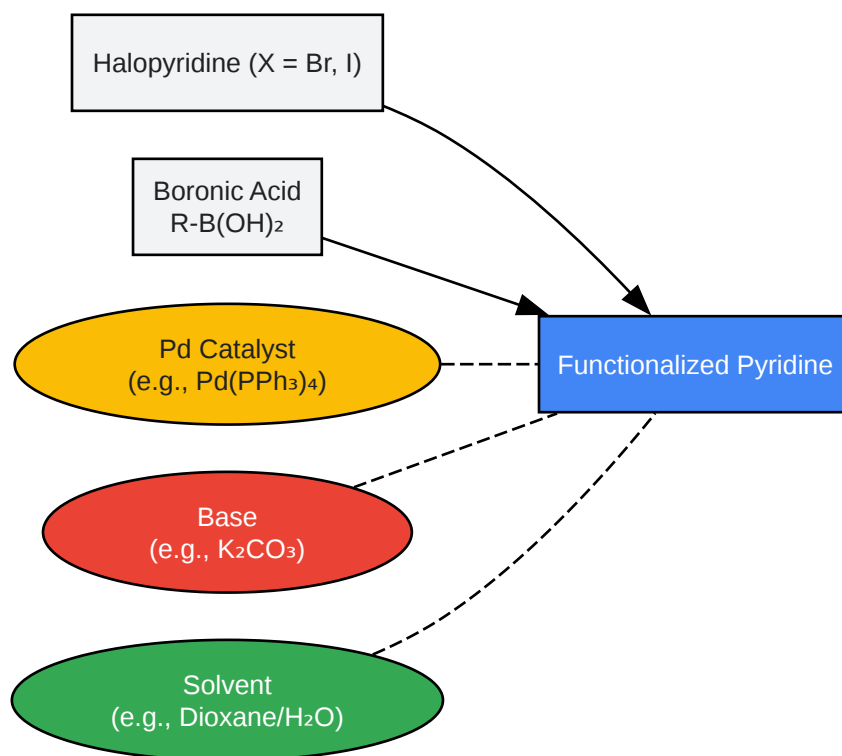 Halopyridine (X = Br, I)
Boronic Acid
R-B(OH)₂
Pd Catalyst
(e.g., Pd(PPh₃)₄)
Functionalized Pyridine
Base
(e.g., K₂CO₃)
Solvent
(e.g., Dioxane/H₂O)